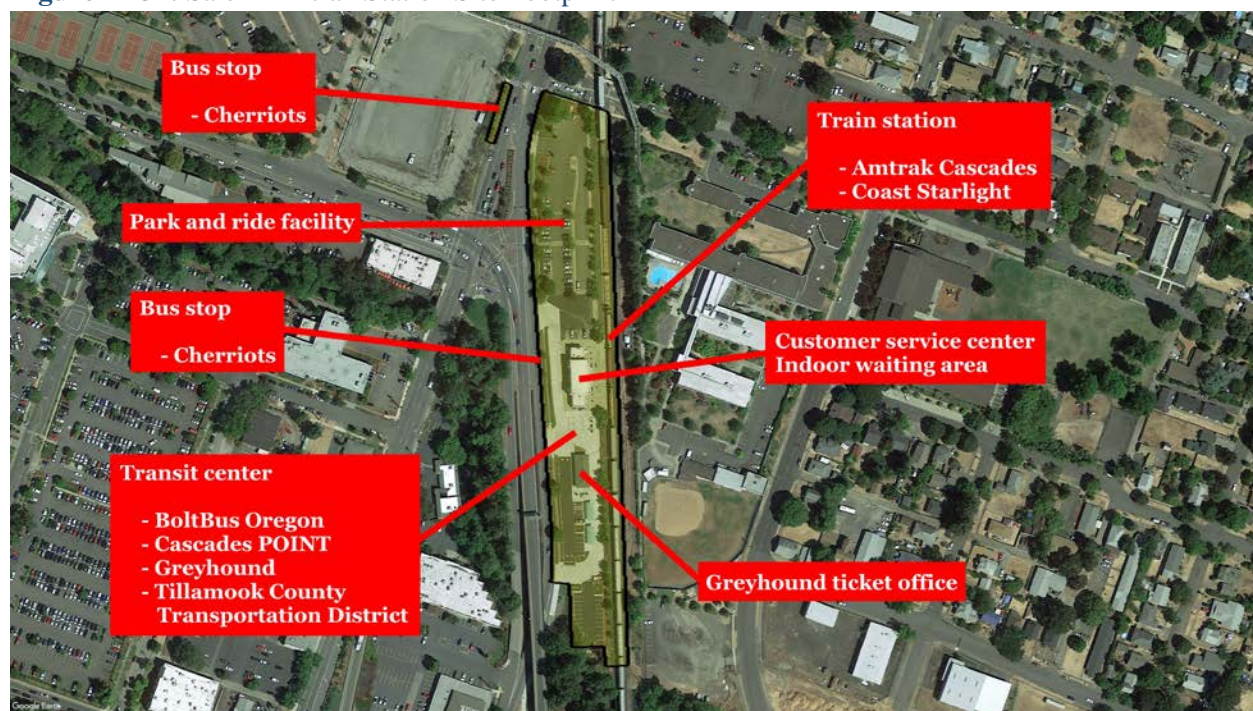 Bus stop
- Cherriots
Train station
- Amtrak Cascades
- Coast Starlight
Park and ride facility
Bus stop
- Cherriots
Customer service center
Indoor waiting area
Transit center
- BoltBus Oregon
- Cascades POINT
- Greyhound
- Tillamook County
Transportation District
Greyhound ticket office
Google Earth